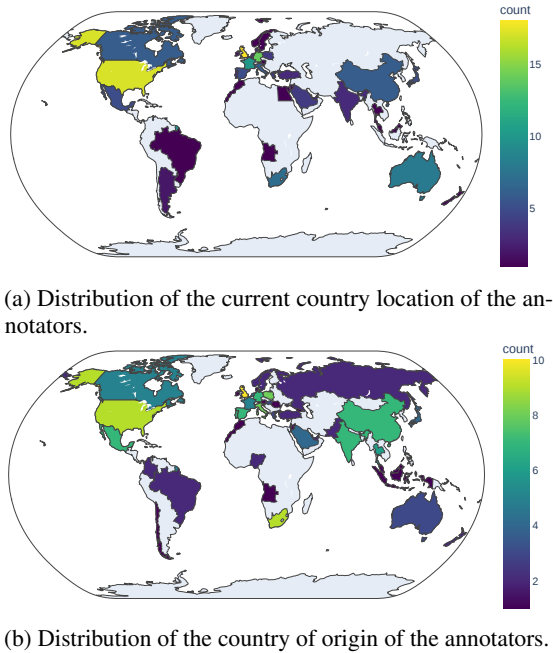 count
15
10
5
(a) Distribution of the current country location of the an-
notators.
count
10
8
6
4
2
(b) Distribution of the country of origin of the annotators.